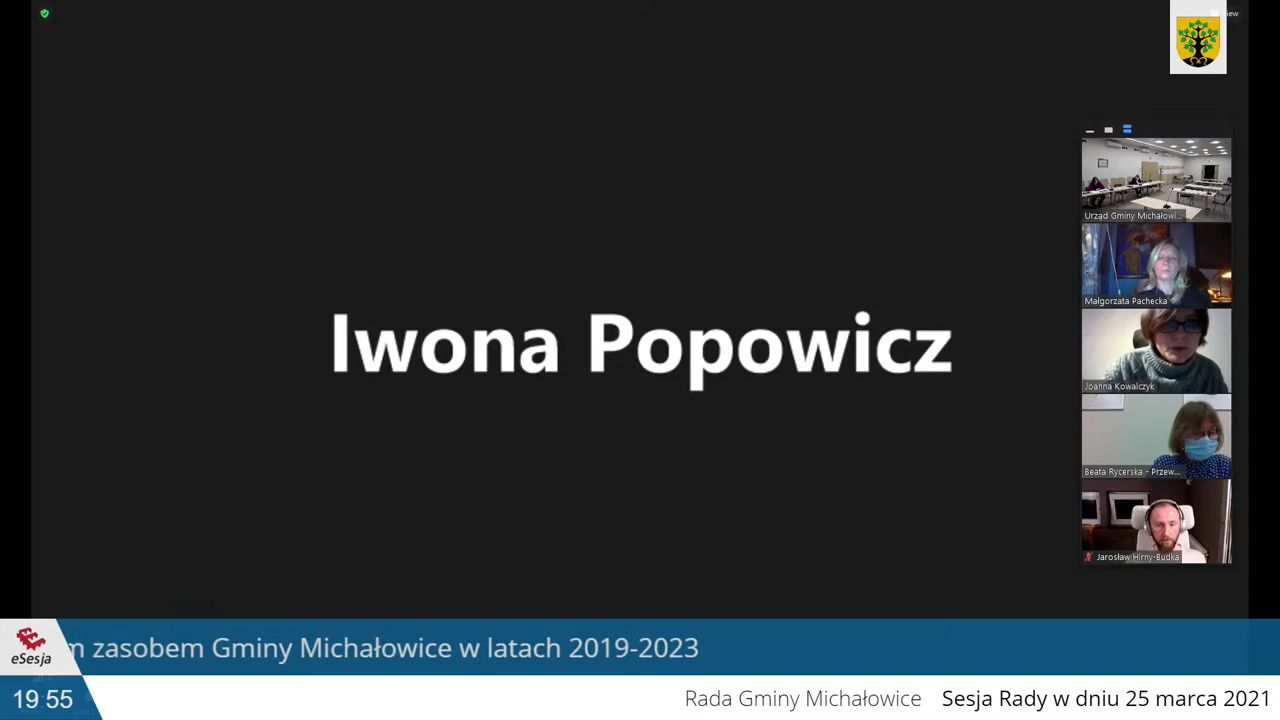 View
Urząd Gminy Michałowi...
Małgorzata Pachecka
Iwona Popowicz
Joanna Kowalczyk
Beata Rycerska - Przew...
Jarosław Hirny-Budka
m zasobem Gminy Michałowice w latach 2019-2023
eSesja
19:55
Rada Gminy Michałowice Sesja Rady w dniu 25 marca 2021